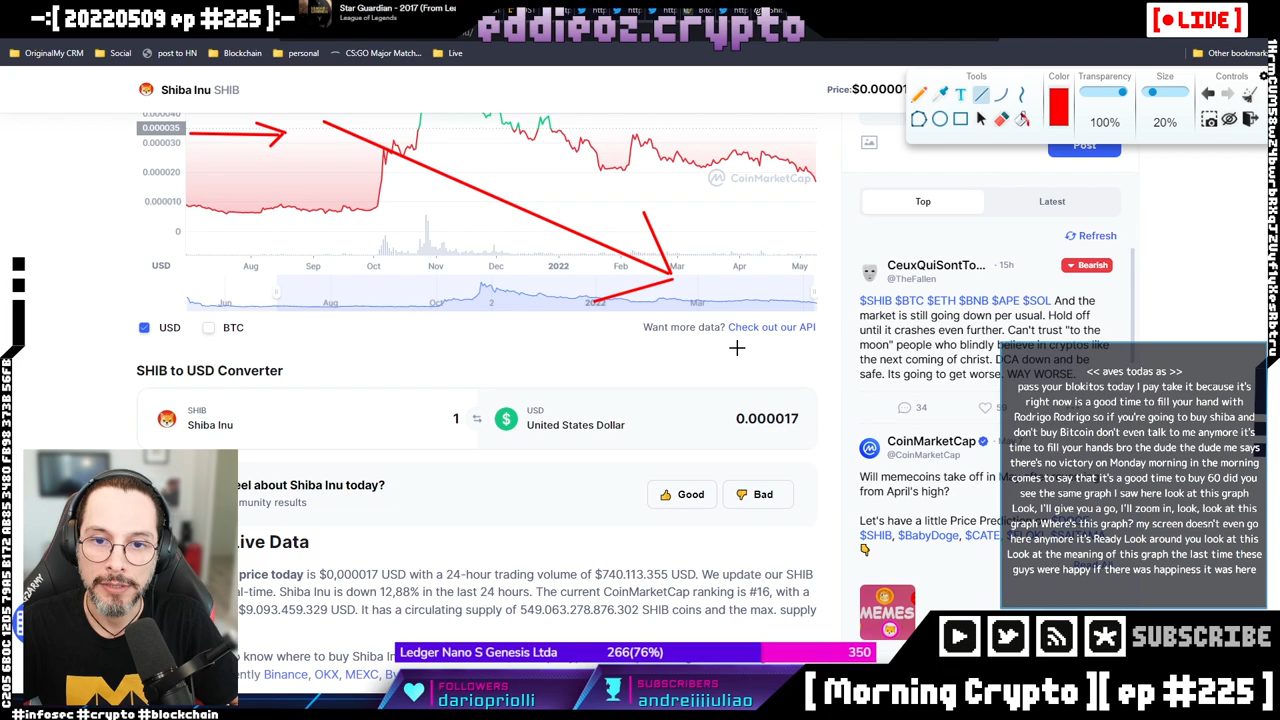 -:[ 20220509 ep #225 ]:-
Star Guardian - 2017 (From Le
League of Legends
eddieoz.crypto
[●LIVE]
OriginalMy CRM
Social
post to HN
Blockchain
personal
CS:GO Major Match...
Live
Other bookmark
Shiba Inu SHIB
Price:$0.00001
Tools
Color
Transparency
Size
Controls
100%
20%
Post
0.000040
0.000035
0.000030
0.000020
0.000010
0
CoinMarketCap
USD
Aug
Sep
Oct
Nov
Dec
2022
Feb
Mar
Apr
May
Jun
Aug
Oct
2
2022
Mar
USD
BTC
Want more data? Check out our API
SHIB to USD Converter
SHIB
Shiba Inu
1
USD
United States Dollar
0.000017
eel about Shiba Inu today?
munity results
Good
Bad
Live Data
price today is $0,000017 USD with a 24-hour trading volume of $740.113.355 USD. We update our SHIB
al-time. Shiba Inu is down 12,88% in the last 24 hours. The current CoinMarketCap ranking is #16, with a
$9.093.459.329 USD. It has a circulating supply of 549.063.278.876.302 SHIB coins and the max. supply
o know where to buy Shiba In
ently Binance, OKX, MEXC, By
Top
Latest
Refresh
CeuxQuiSontTo...
· 15h
Bearish
@TheFallen
$SHIB $BTC $ETH $BNB $APE $SOL And the
market is still going down per usual. Hold off
until it crashes even further. Can't trust "to the
moon" people who blindly believe in cryptos like
the next coming of christ. DCA down and be
safe. Its going to get worse. WAY WORSE.
34
CoinMarketCap
@CoinMarketCap
Will memecoins take off in May
from April's high?
Let's have a little Price Prediction
$SHIB, $BabyDoge, $CATE,
MEMES
<< aves todas as >>
pass your blokitos today I pay take it because it's
right now is a good time to fill your hand with
Rodrigo Rodrigo so if you're going to buy shiba and
don't buy Bitcoin don't even talk to me anymore it's
time to fill your hands bro the dude the dude me says
there's no victory on Monday morning in the morning
comes from that it's a good time to buy 60 did you
see the same graph I saw here look at this graph
Look, I'll give you a go, I'll zoom in, look, look at this
graph Where's this graph? my screen doesn't even go
here anymore it's Ready Look around you look at this
Look at the meaning of this graph the last time these
guys were happy if there was happiness it was here
Ledger Nano S Genesis Ltda
266(76%)
350
FOLLOWERS
dariopriolli
SUBSCRIBERS
andrejjjjuliao
SUBSCRIBE
[ Morning Crypto ][ ep #225 ]
#infosec #crypto #blockchain